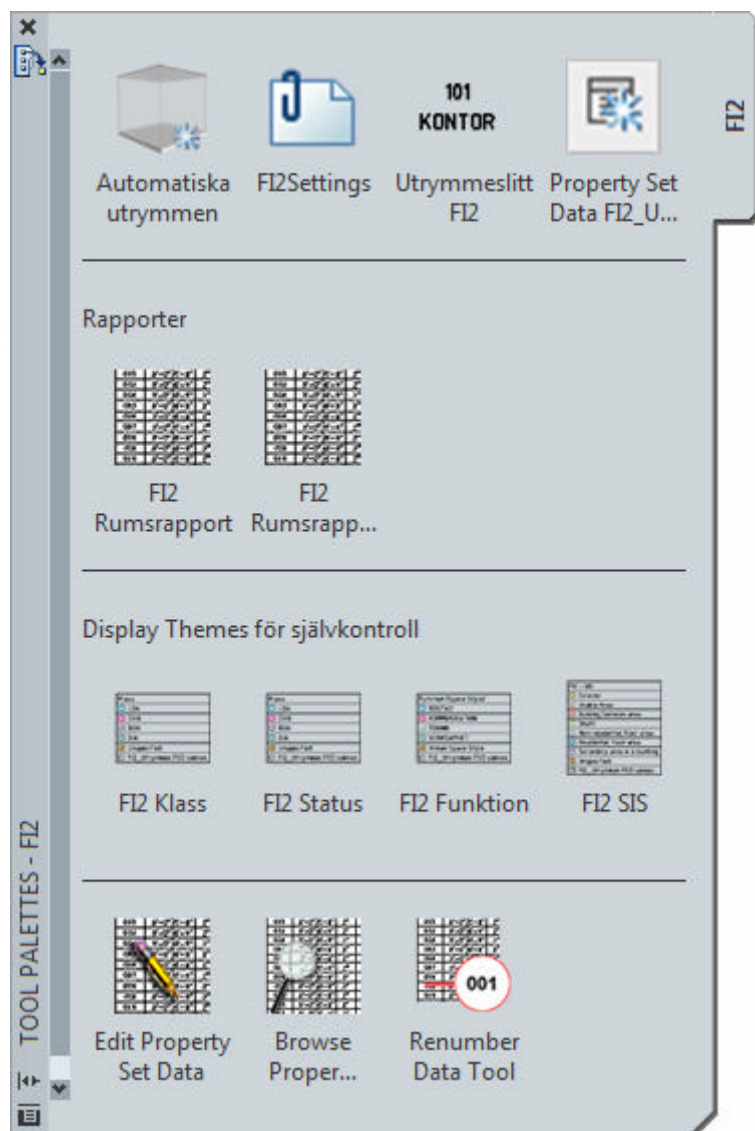 FI2
101
KONTOR
Automatiska
utrymmen
FI2Settings
Utrymmeslitt
FI2
Property Set
Data FI2_U...
Rapporter
FI2
Rumsrapport
FI2
Rumsrapp...
Display Themes för självkontroll
FI2 Klass
FI2 Status
FI2 Funktion
FI2 SIS
001
Edit Property
Set Data
Browse
Proper...
Renumber
Data Tool
TOOL PALETTES - FI2